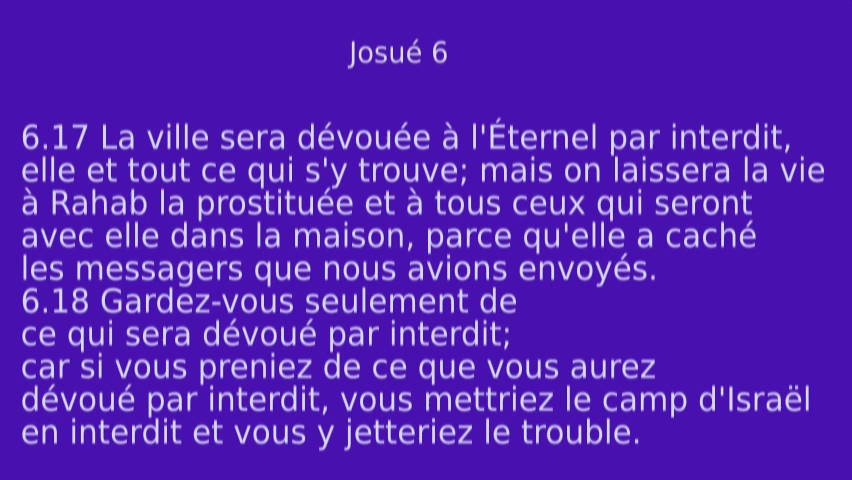 Josué 6
6.17 La ville sera dévouée à l'Éternel par interdit,
elle et tout ce qui s'y trouve; mais on laissera la vie
à Rahab la prostituée et à tous ceux qui seront
avec elle dans la maison, parce qu'elle a caché
les messagers que nous avions envoyés.
6.18 Gardez-vous seulement de
ce qui sera dévoué par interdit;
car si vous preniez de ce que vous aurez
dévoué par interdit, vous mettriez le camp d'Israël
en interdit et vous y jetteriez le trouble.